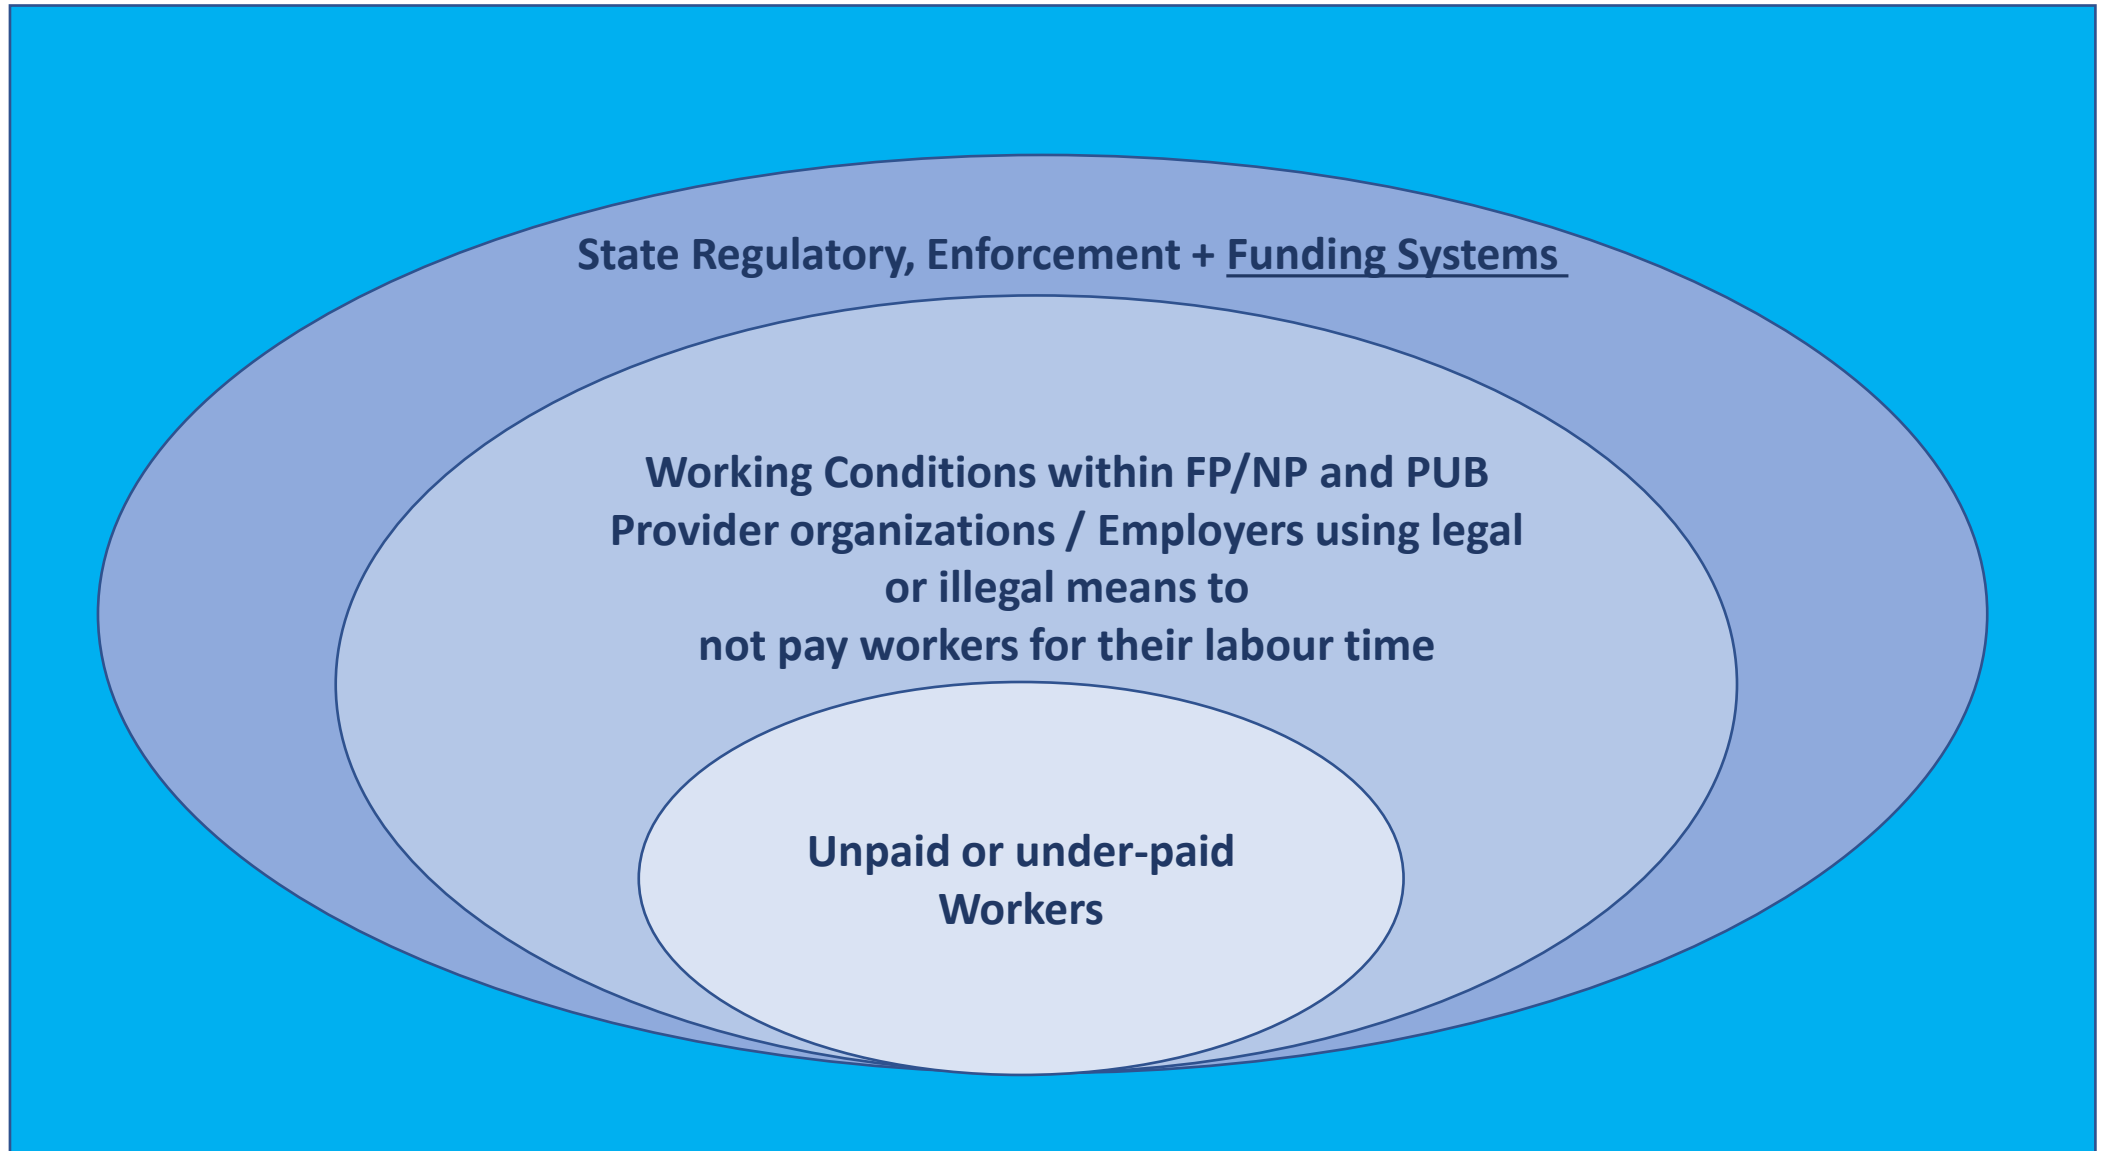 State Regulatory, Enforcement + Funding Systems
Working Conditions within FP/NP and PUB
Provider organizations / Employers using legal
or illegal means to
not pay workers for their labour time
Unpaid or under-paid
Workers